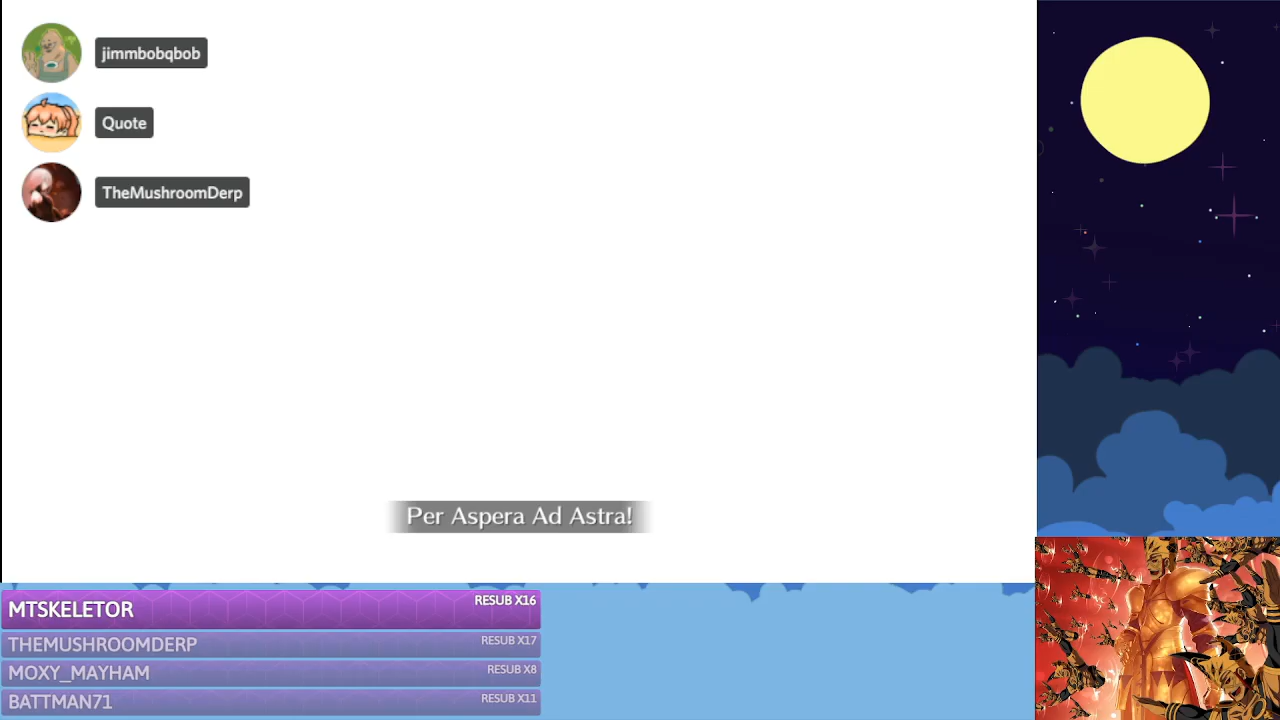 jimmbobqbob
Quote
TheMushroomDerp
Per Aspera Ad Astra!
MTSKELETOR RESUB X16
THEMUSHROOMDERP RESUB X17
MOXY_MAYHAM RESUB X8
BATTMAN71 RESUB X11